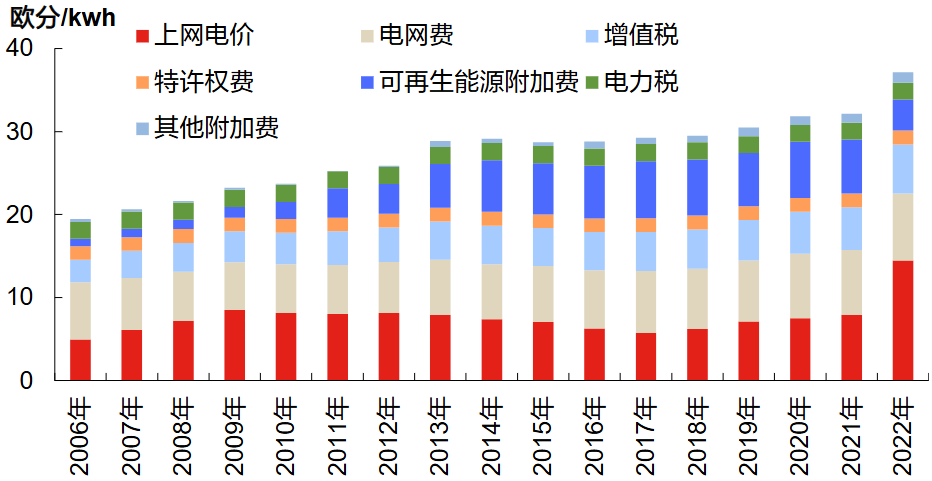 欧分/kwh
上网电价 电网费 增值税
特许权费 可再生能源附加费 电力税
其他附加费
40
30
20
10
0
2006年 2007年 2008年 2009年 2010年 2011年 2012年 2013年 2014年 2015年 2016年 2017年 2018年 2019年 2020年 2021年 2022年